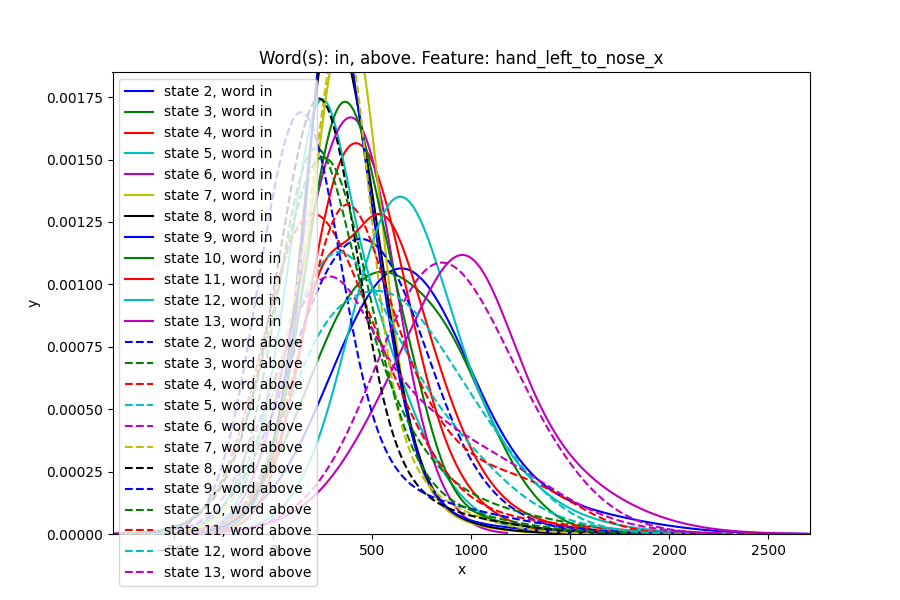 Word(s): in, above. Feature: hand_left_to_nose_x
y
0.00175
0.00150
0.00125
0.00100
0.00075
0.00050
0.00025
0.00000
state 2, word in
state 3, word in
state 4, word in
state 5, word in
state 6, word in
state 7, word in
state 8, word in
state 9, word in
state 10, word in
state 11, word in
state 12, word in
state 13, word in
state 2, word above
state 3, word above
state 4, word above
state 5, word above
state 6, word above
state 7, word above
state 8, word above
state 9, word above
state 10, word above
state 11, word above
state 12, word above
state 13, word above
500 1000 1500 2000 2500
x